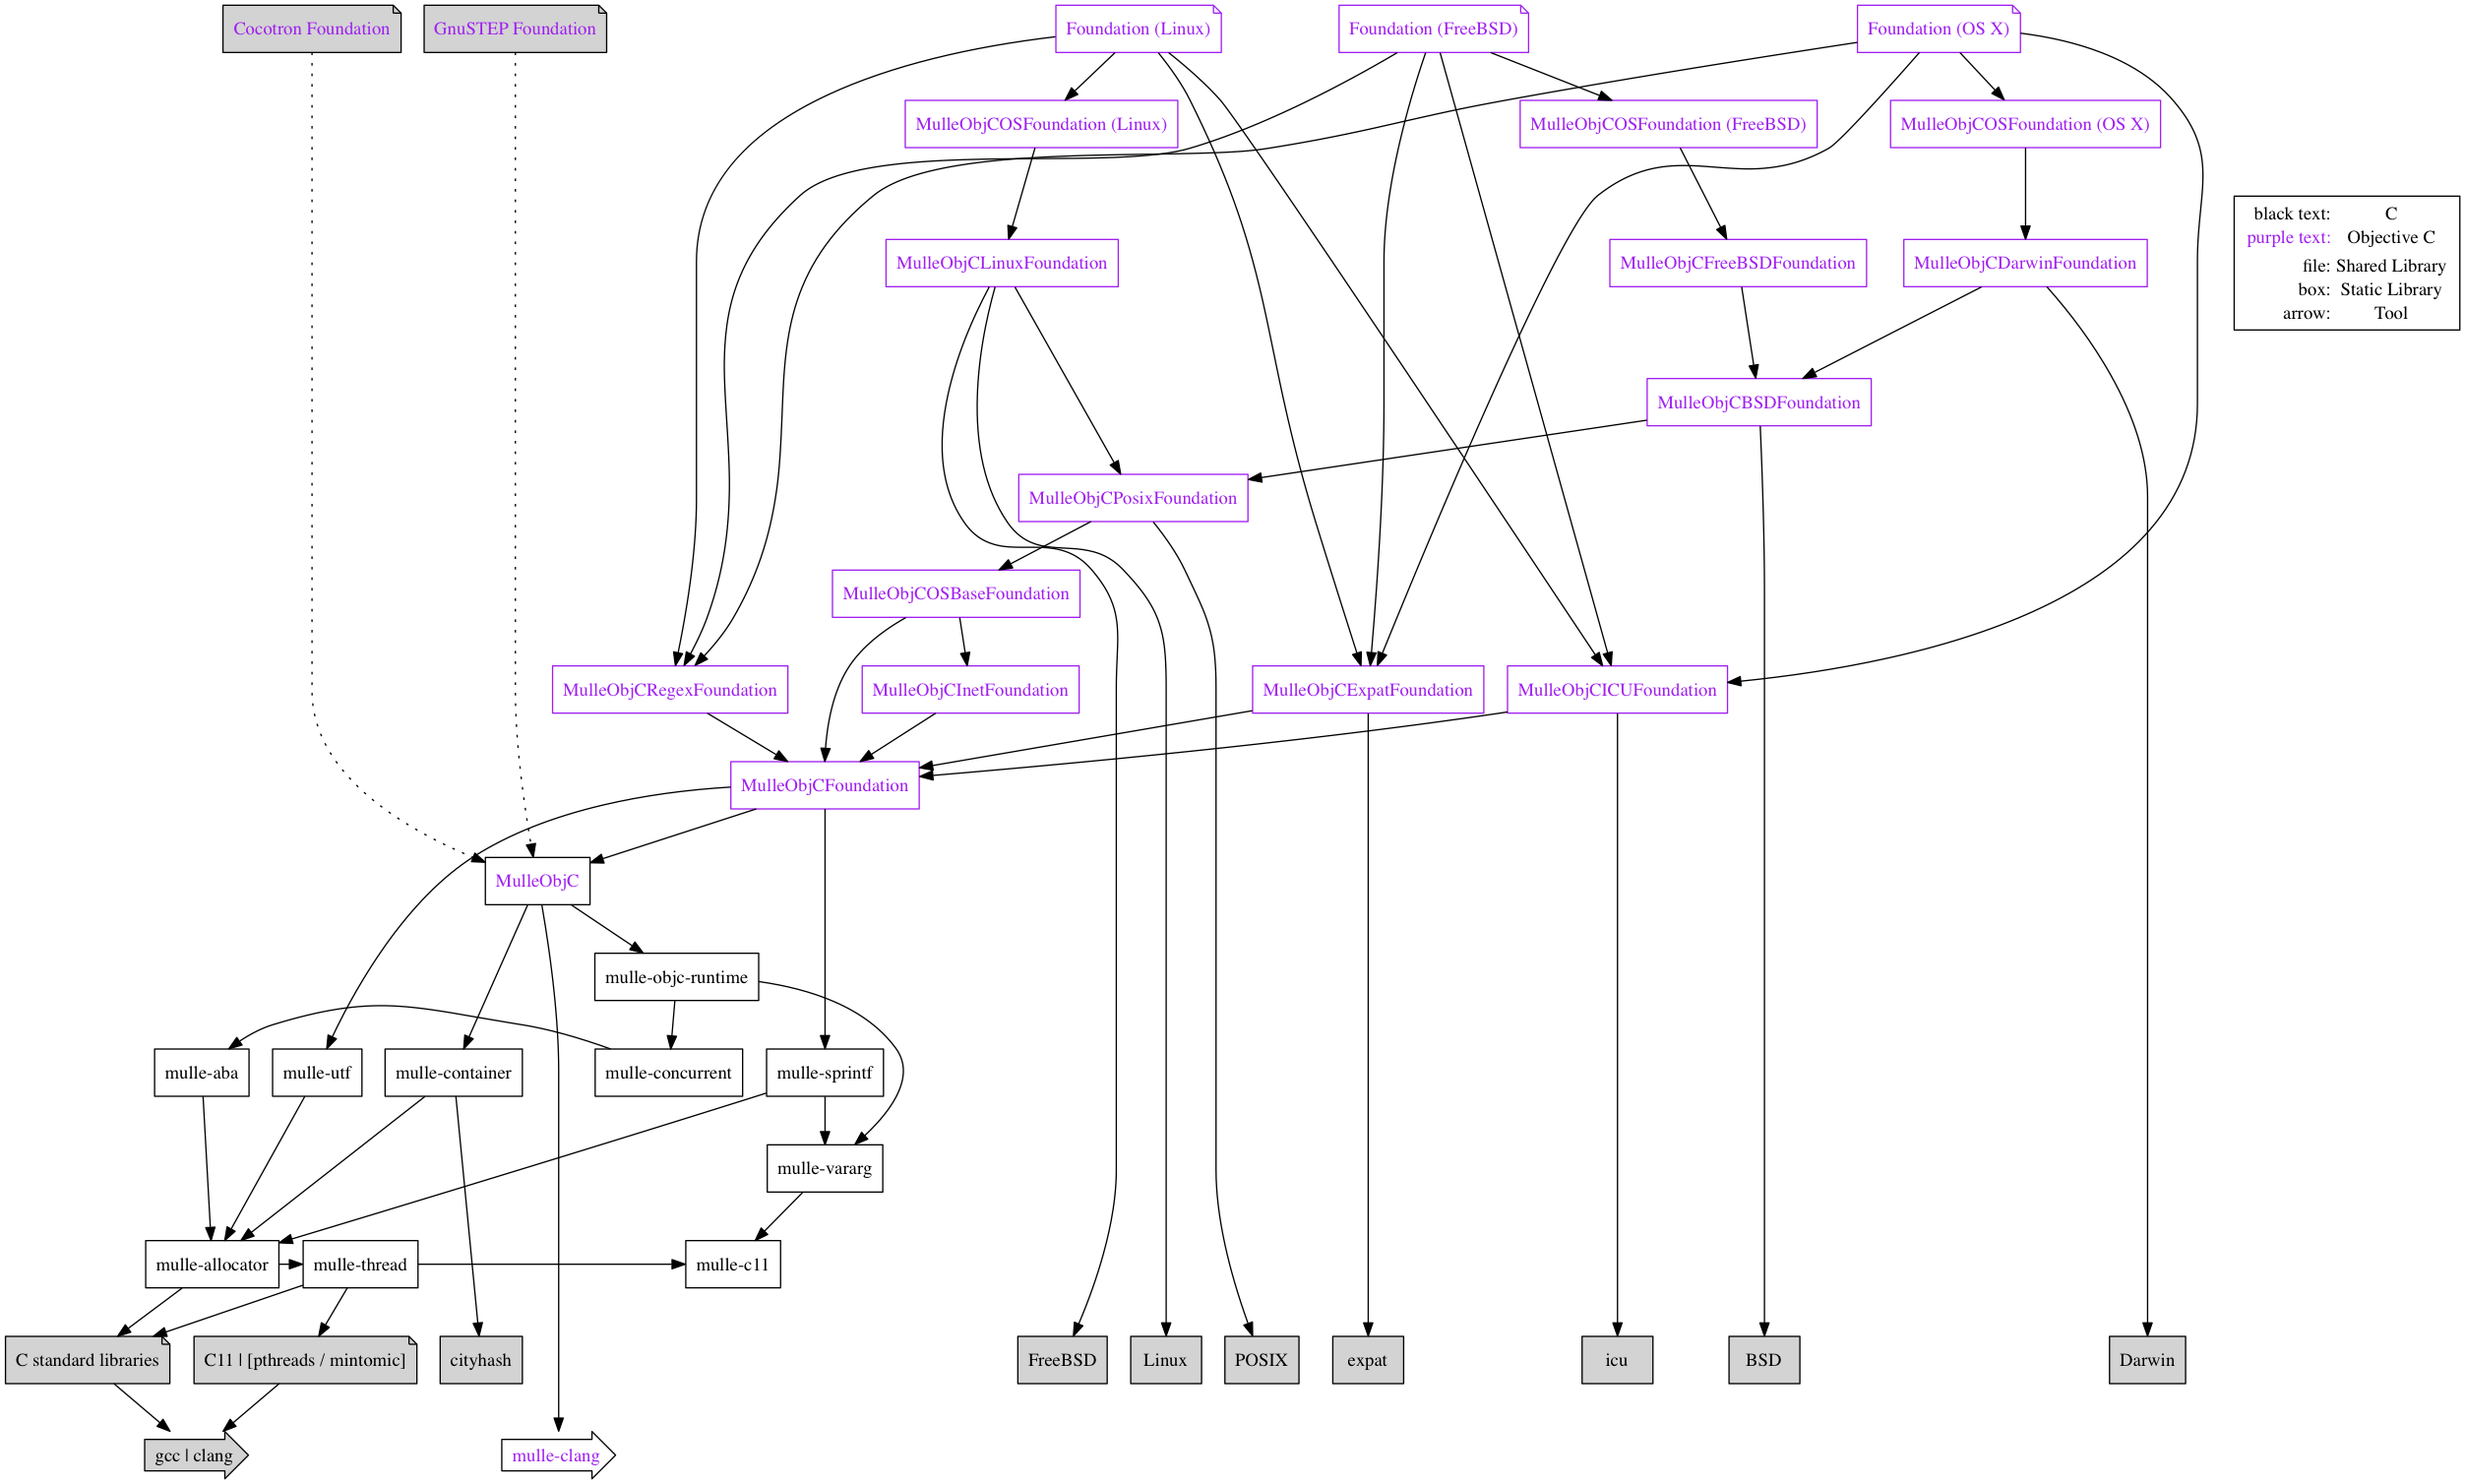 Cocotron Foundation
GnuSTEP Foundation
Foundation (Linux)
Foundation (FreeBSD)
Foundation (OS X)
MulleObjCOSFoundation (Linux)
MulleObjCOSFoundation (FreeBSD)
MulleObjCOSFoundation (OS X)
black text: C
purple text: Objective C
file: Shared Library
box: Static Library
arrow: Tool
MulleObjCLinuxFoundation
MulleObjCFreeBSDFoundation
MulleObjCDarwinFoundation
MulleObjCBSDFoundation
MulleObjCPosixFoundation
MulleObjCOSBaseFoundation
MulleObjCRegexFoundation
MulleObjCInetFoundation
MulleObjCExpatFoundation
MulleObjCICUFoundation
MulleObjCFoundation
MulleObjC
mulle-objc-runtime
mulle-aba
mulle-utf
mulle-container
mulle-concurrent
mulle-sprintf
mulle-vararg
mulle-allocator
mulle-thread
mulle-c11
C standard libraries
C11 | [pthreads / mintomic]
cityhash
FreeBSD
Linux
POSIX
expat
icu
BSD
Darwin
gcc | clang
mulle-clang